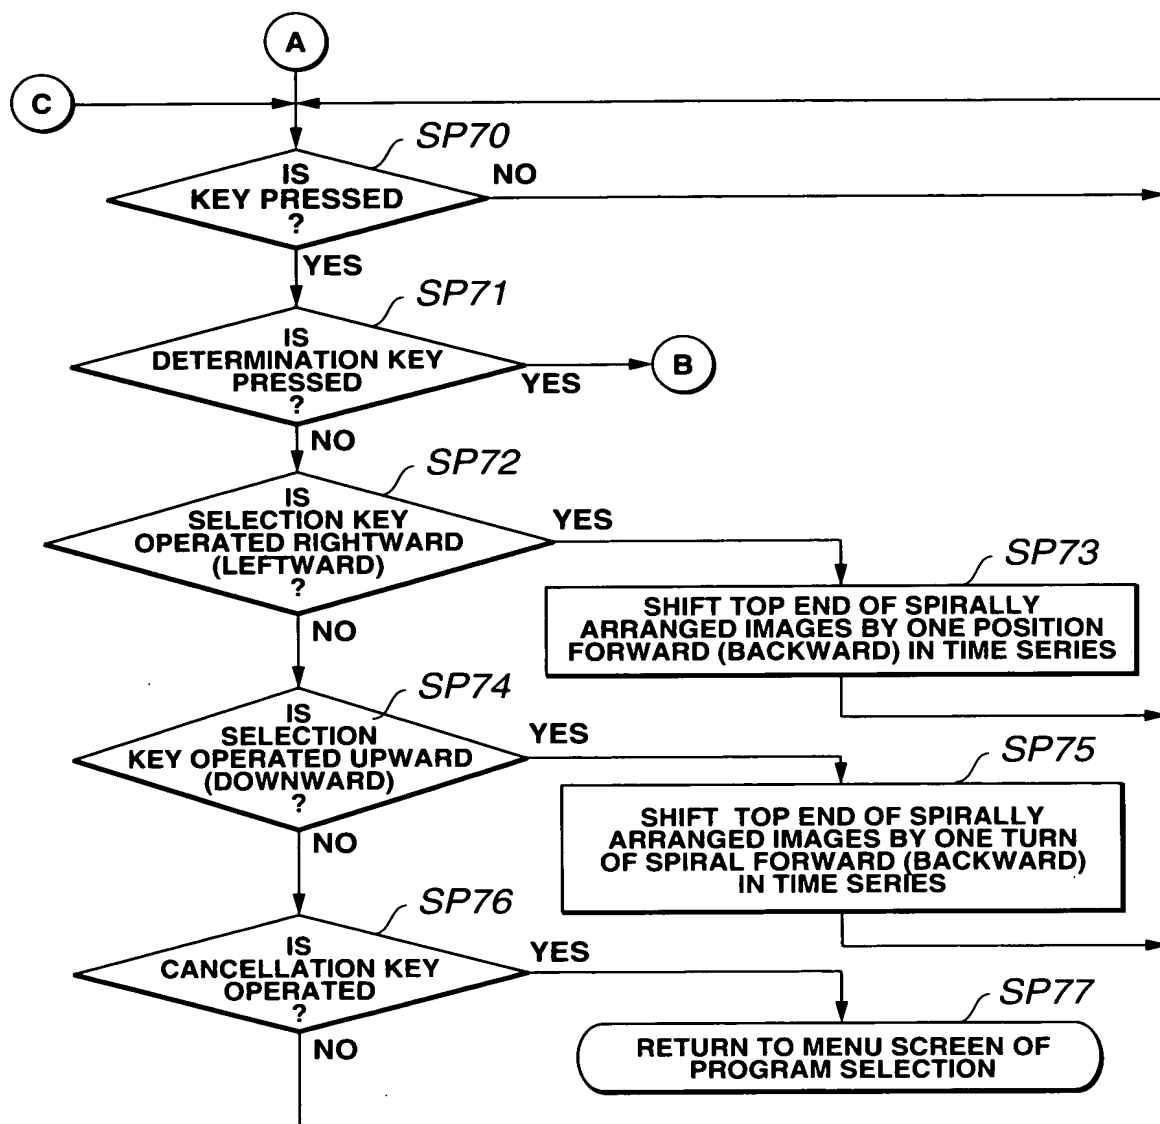 A
C
SP70
IS
KEY PRESSED
?
NO
YES
SP71
IS
DETERMINATION KEY
PRESSED
?
YES
B
NO
SP72
IS
SELECTION KEY
OPERATED RIGHTWARD
(LEFTWARD)
?
YES
NO
SP73
SHIFT TOP END OF SPIRALLY
ARRANGED IMAGES BY ONE POSITION
FORWARD (BACKWARD) IN TIME SERIES
SP74
IS
SELECTION
KEY OPERATED UPWARD
(DOWNWARD)
?
YES
NO
SP75
SHIFT TOP END OF SPIRALLY
ARRANGED IMAGES BY ONE TURN
OF SPIRAL FORWARD (BACKWARD)
IN TIME SERIES
SP76
IS
CANCELLATION KEY
OPERATED
?
YES
NO
SP77
RETURN TO MENU SCREEN OF
PROGRAM SELECTION